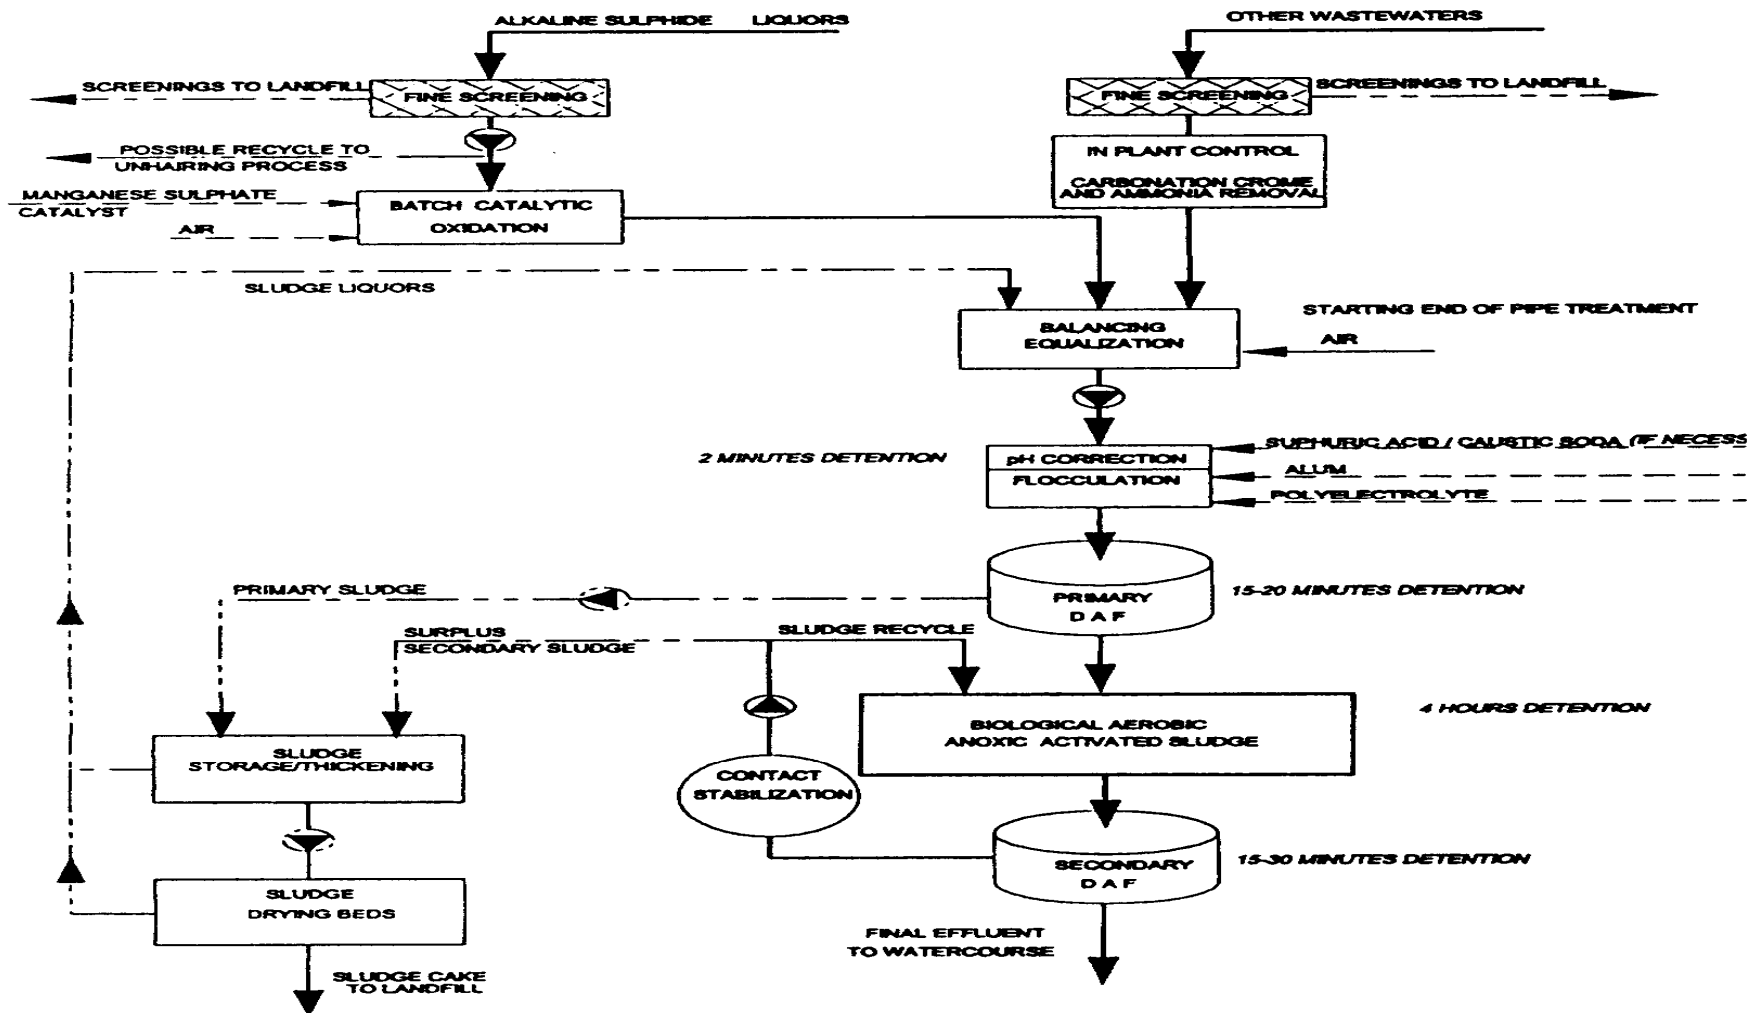 ALKALINE SULPHIDE LIQUORS
OTHER WASTEWATERS
SCREENINGS TO LANDFILL
FINE SCREENING
FINE SCREENING
SCREENINGS TO LANDFILL
POSSIBLE RECYCLE TO
UNHAIRING PROCESS
IN PLANT CONTROL
CARBONATION CROME
AND AMMONIA REMOVAL
MANGANESE SULPHATE
CATALYST
AIR
BATCH CATALYTIC
OXIDATION
SLUDGE LIQUORS
STARTING END OF PIPE TREATMENT
BALANCING
EQUALIZATION
AIR
2 MINUTES DETENTION
pH CORRECTION
FLOCCULATION
SUPHURIC ACID / CAUSTIC SODA (IF NECESS
ALUM
POLYELECTROLYTE
PRIMARY SLUDGE
PRIMARY
D A F
15-20 MINUTES DETENTION
SURPLUS
SECONDARY SLUDGE
SLUDGE RECYCLE
BIOLOGICAL AEROBIC
ANOXIC ACTIVATED SLUDGE
4 HOURS DETENTION
SLUDGE
STORAGE/THICKENING
CONTACT
STABILIZATION
SECONDARY
D A F
15-30 MINUTES DETENTION
SLUDGE
DRYING BEDS
FINAL EFFLUENT
TO WATERCOURSE
SLUDGE CAKE
TO LANDFILL